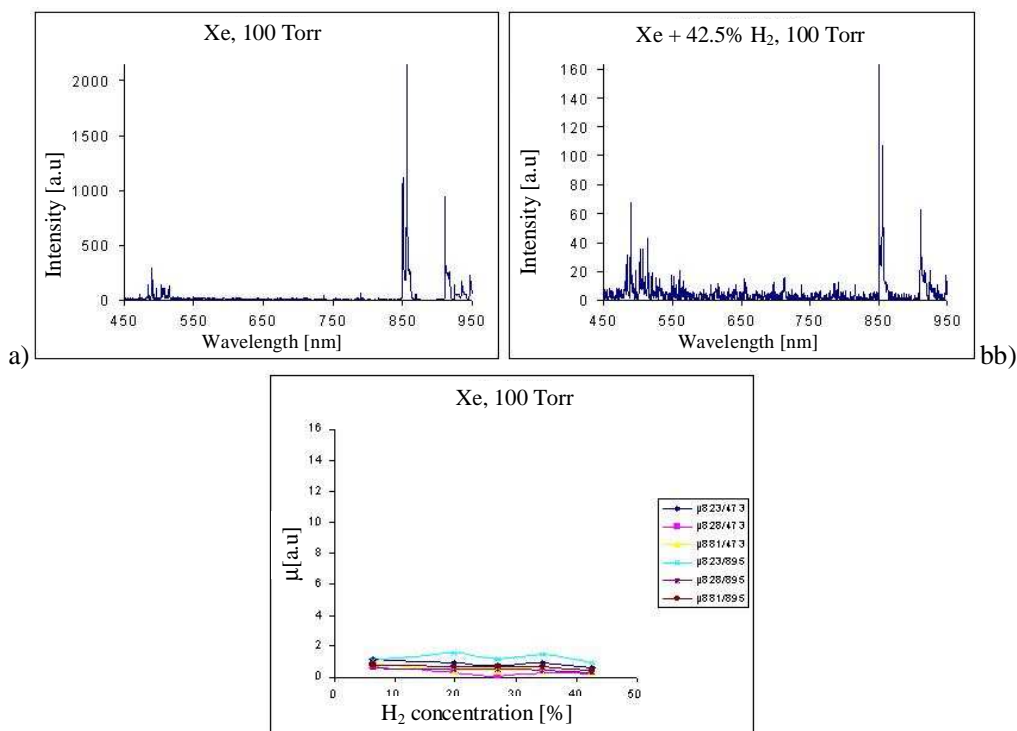 Xe, 100 Torr
Intensity [a.u]
2000
1500
1000
500
0
450
550
650
750
850
950
Wavelength [nm]
a)
Xe + 42.5% H₂, 100 Torr
Intensity [a.u]
160
140
120
100
80
60
40
20
0
450
550
650
750
850
950
Wavelength [nm]
bb)
Xe, 100 Torr
μ[a.u]
16
14
12
10
8
6
4
2
0
0
10
20
30
40
50
H₂ concentration [%]
μ823/473
μ828/473
μ881/473
μ823/895
μ828/895
μ881/895